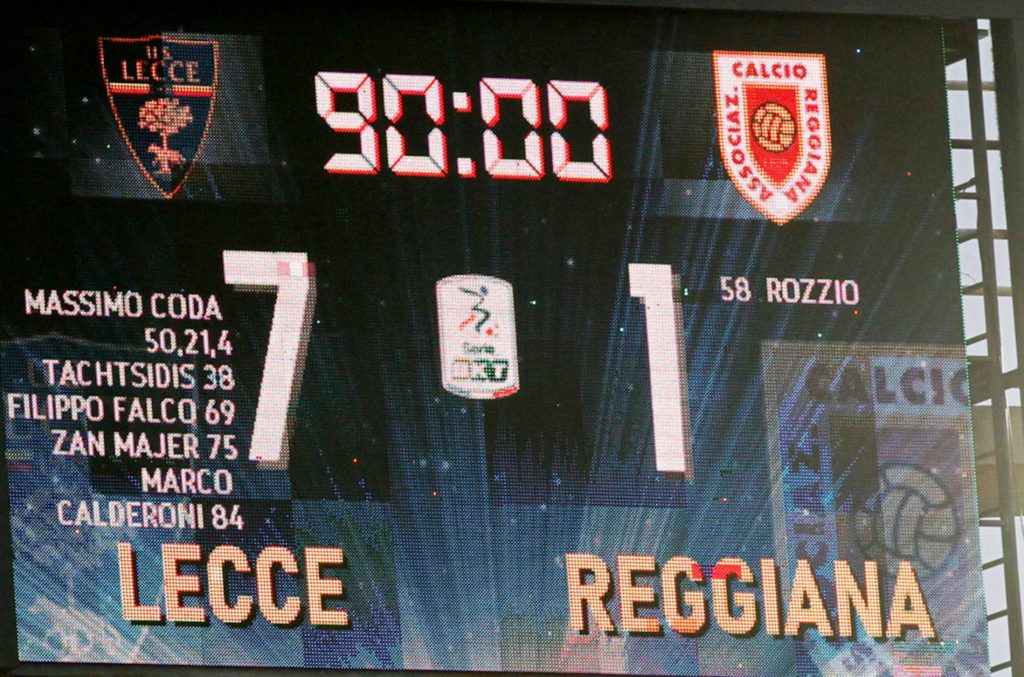 U.S.
LECCE
90:00
CALCIO
REGGIANA
ASSOCIAZ.
7
1
58 ROZZIO
MASSIMO CODA
50,21,4
TACHTSIDIS 38
FILIPPO FALCO 69
ZAN MAJER 75
MARCO
CALDERONI 84
Serie
BKT
CALCIO
LECCE
REGGIANA